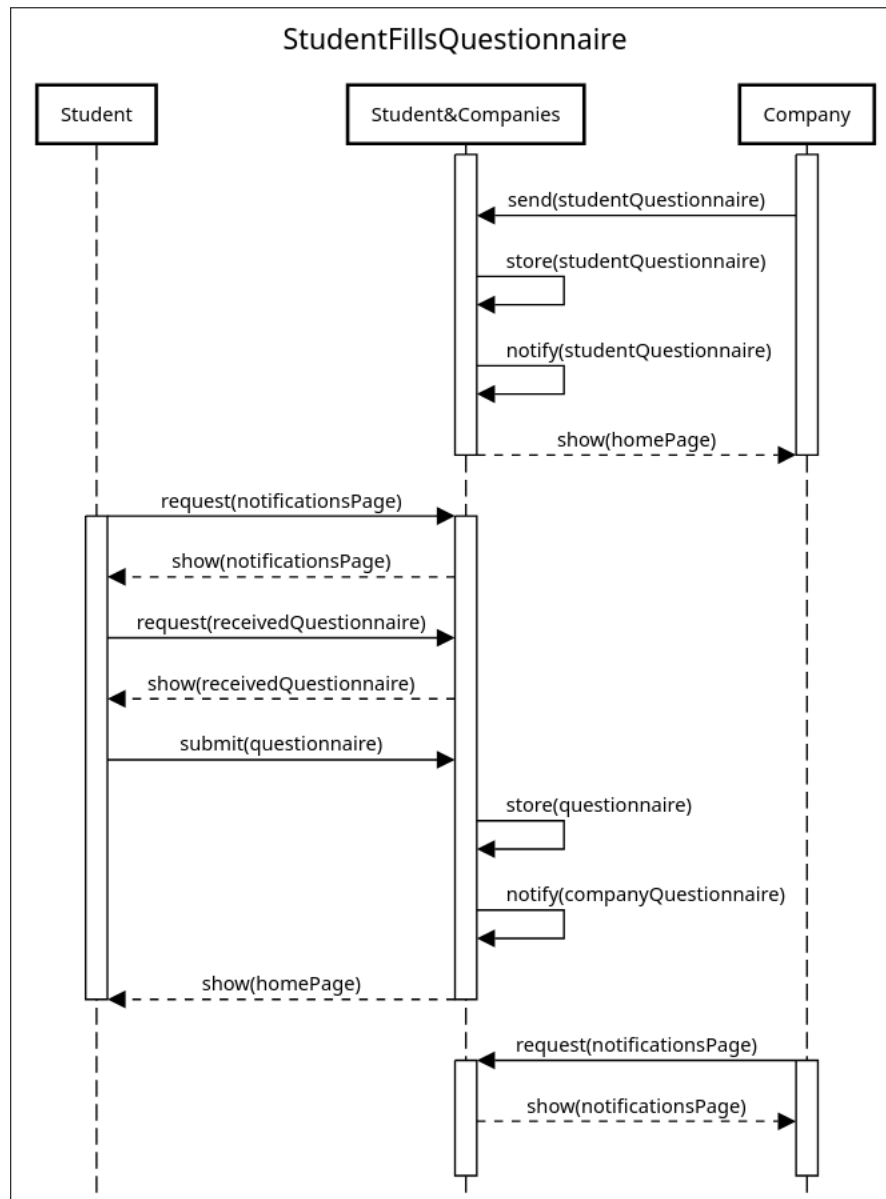 StudentFillsQuestionnaire
Student
Student&Companies
Company
send(studentQuestionnaire)
store(studentQuestionnaire)
notify(studentQuestionnaire)
show(homePage)
request(notificationsPage)
show(notificationsPage)
request(receivedQuestionnaire)
show(receivedQuestionnaire)
submit(questionnaire)
store(questionnaire)
notify(companyQuestionnaire)
show(homePage)
request(notificationsPage)
show(notificationsPage)